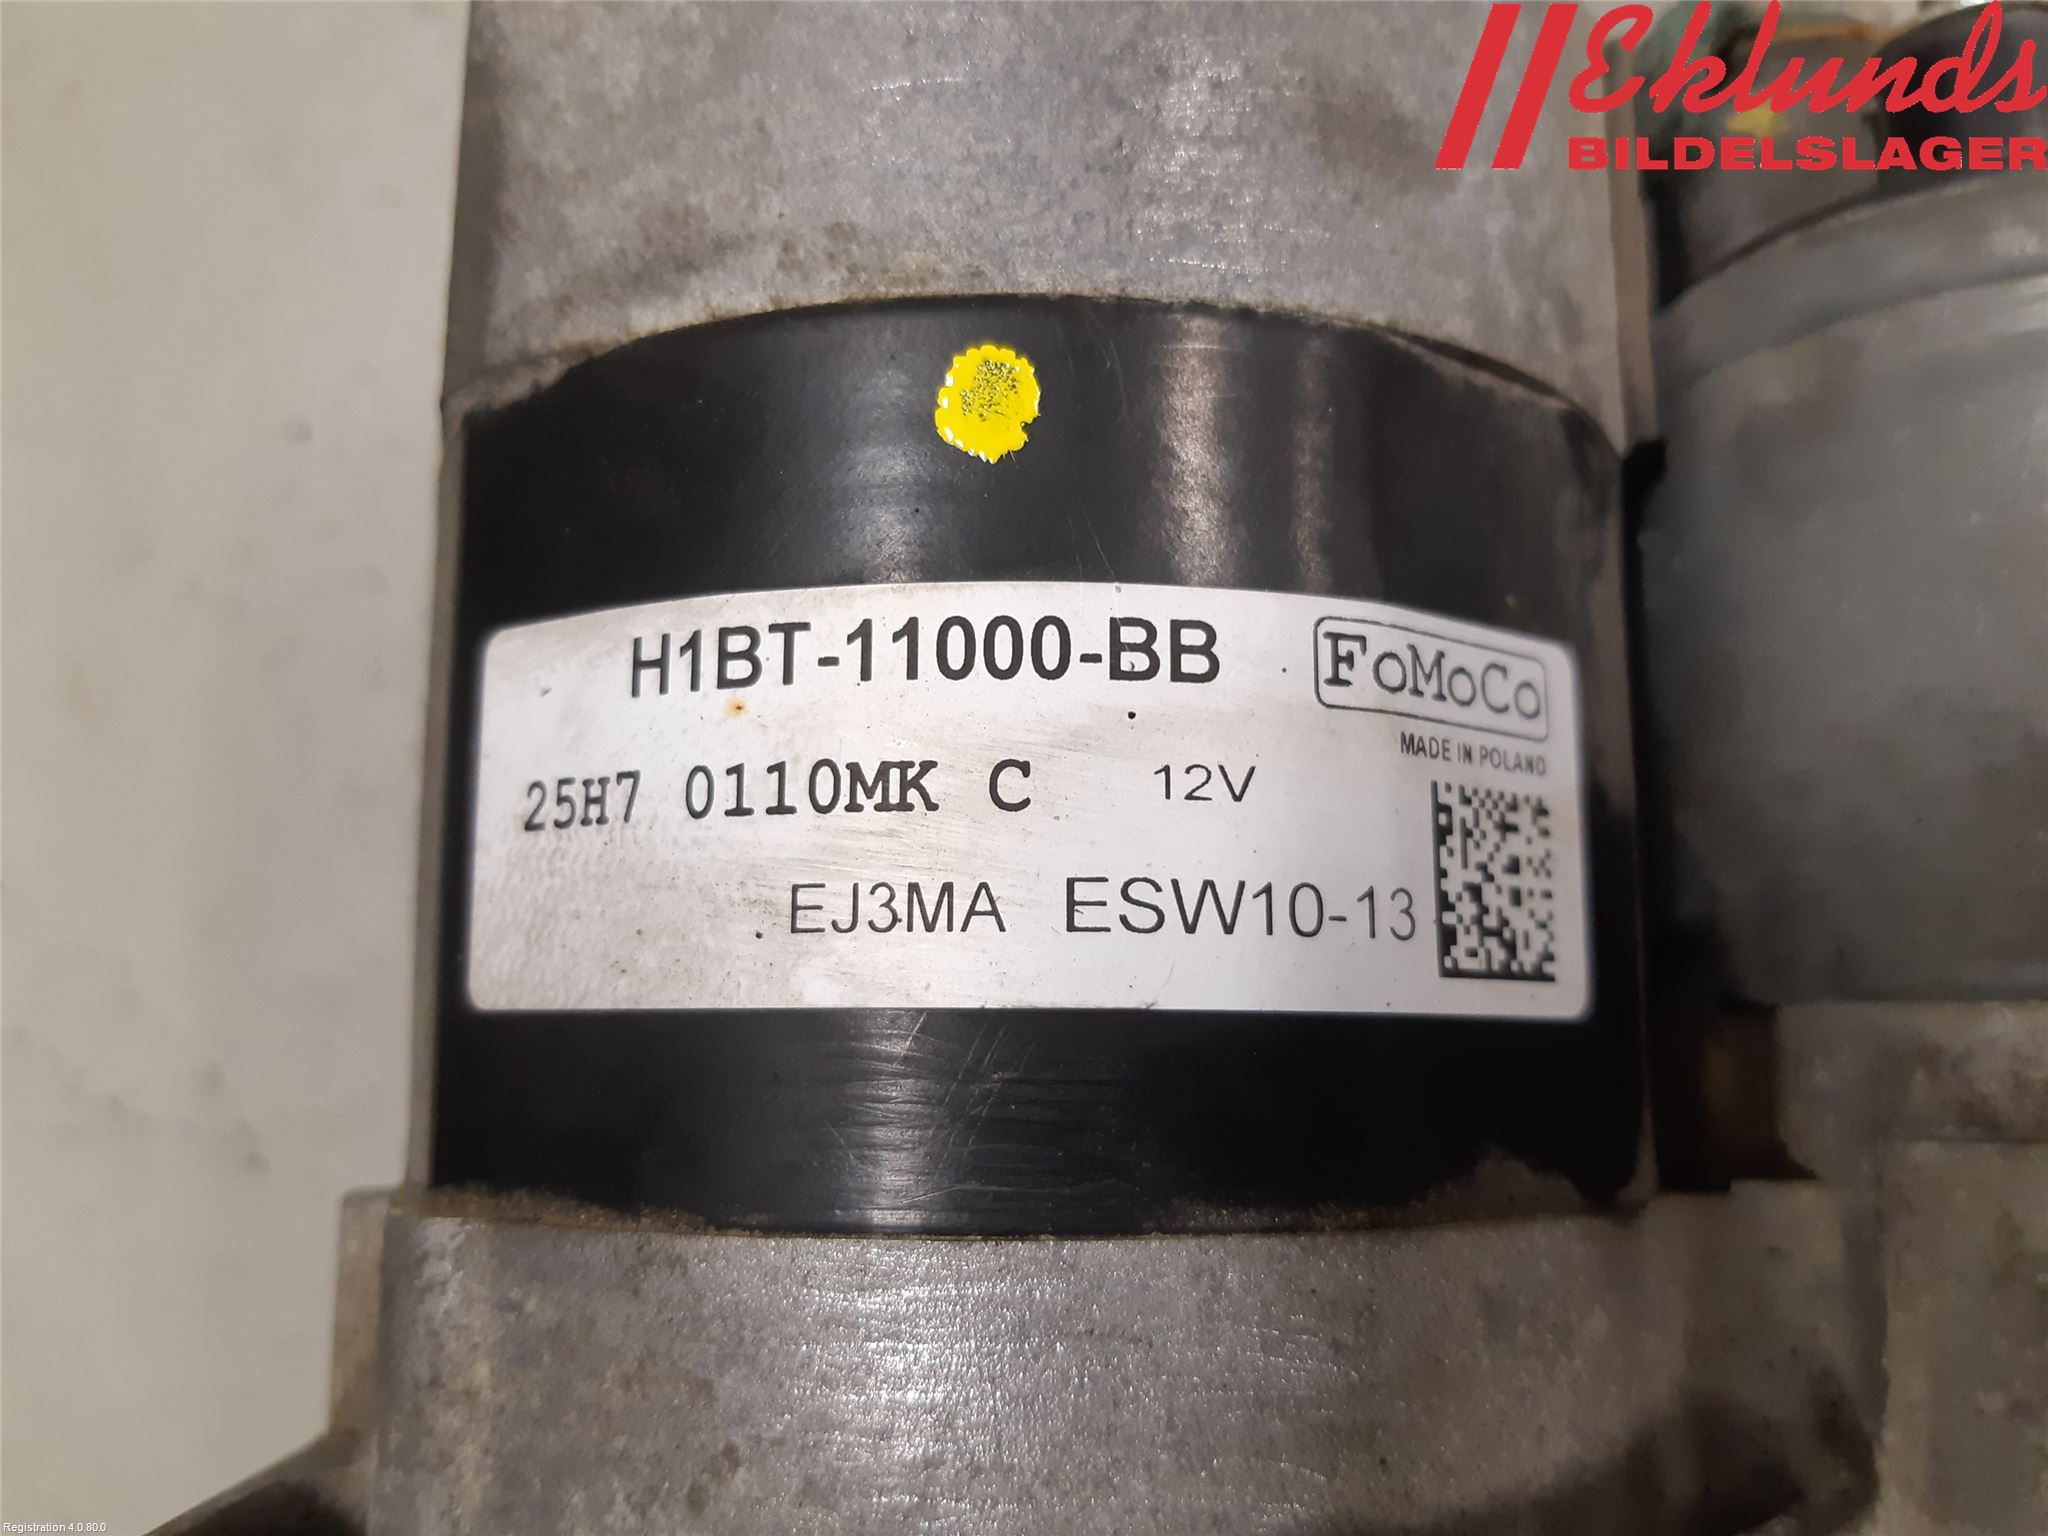 Eklunds
BILDELSLAGER
H1BT-11000-BB
FoMoCo
MADE IN POLAND
25H7 0110MK C 12V
EJ3MA ESW10-13
Registration 4.0.80.0